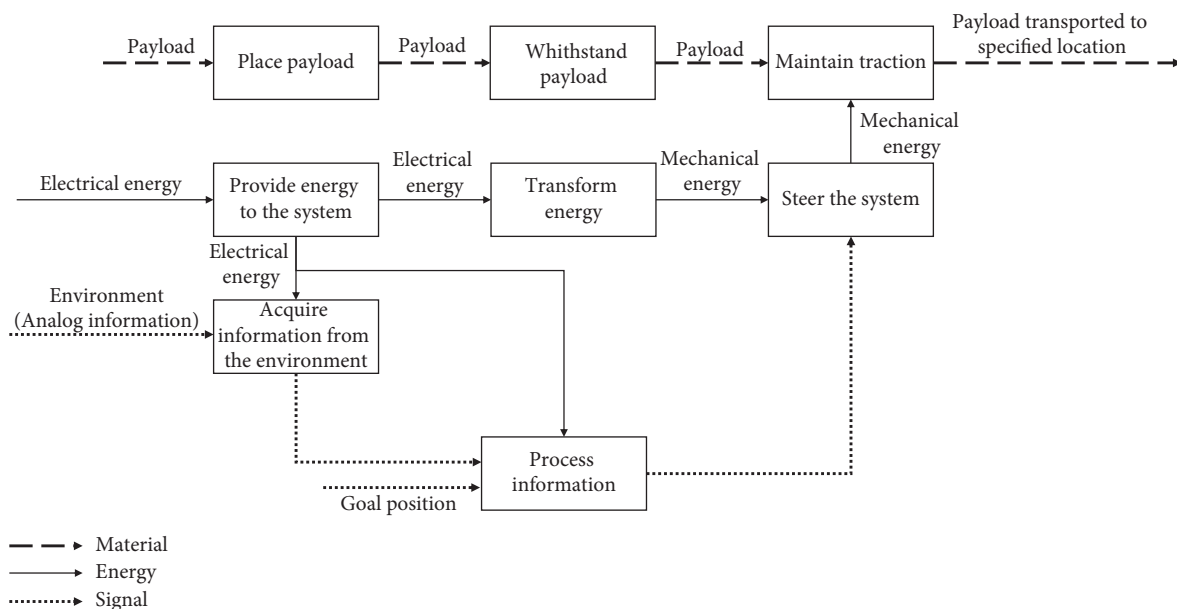 Payload
Place payload
Payload
Whithstand
payload
Payload
Maintain traction
Payload transported to
specified location
Mechanical
energy
Electrical energy
Provide energy
to the system
Electrical
energy
Transform
energy
Mechanical
energy
Steer the system
Electrical
energy
Environment
(Analog information)
Acquire
information from
the environment
Process
information
Goal position
Material
Energy
Signal